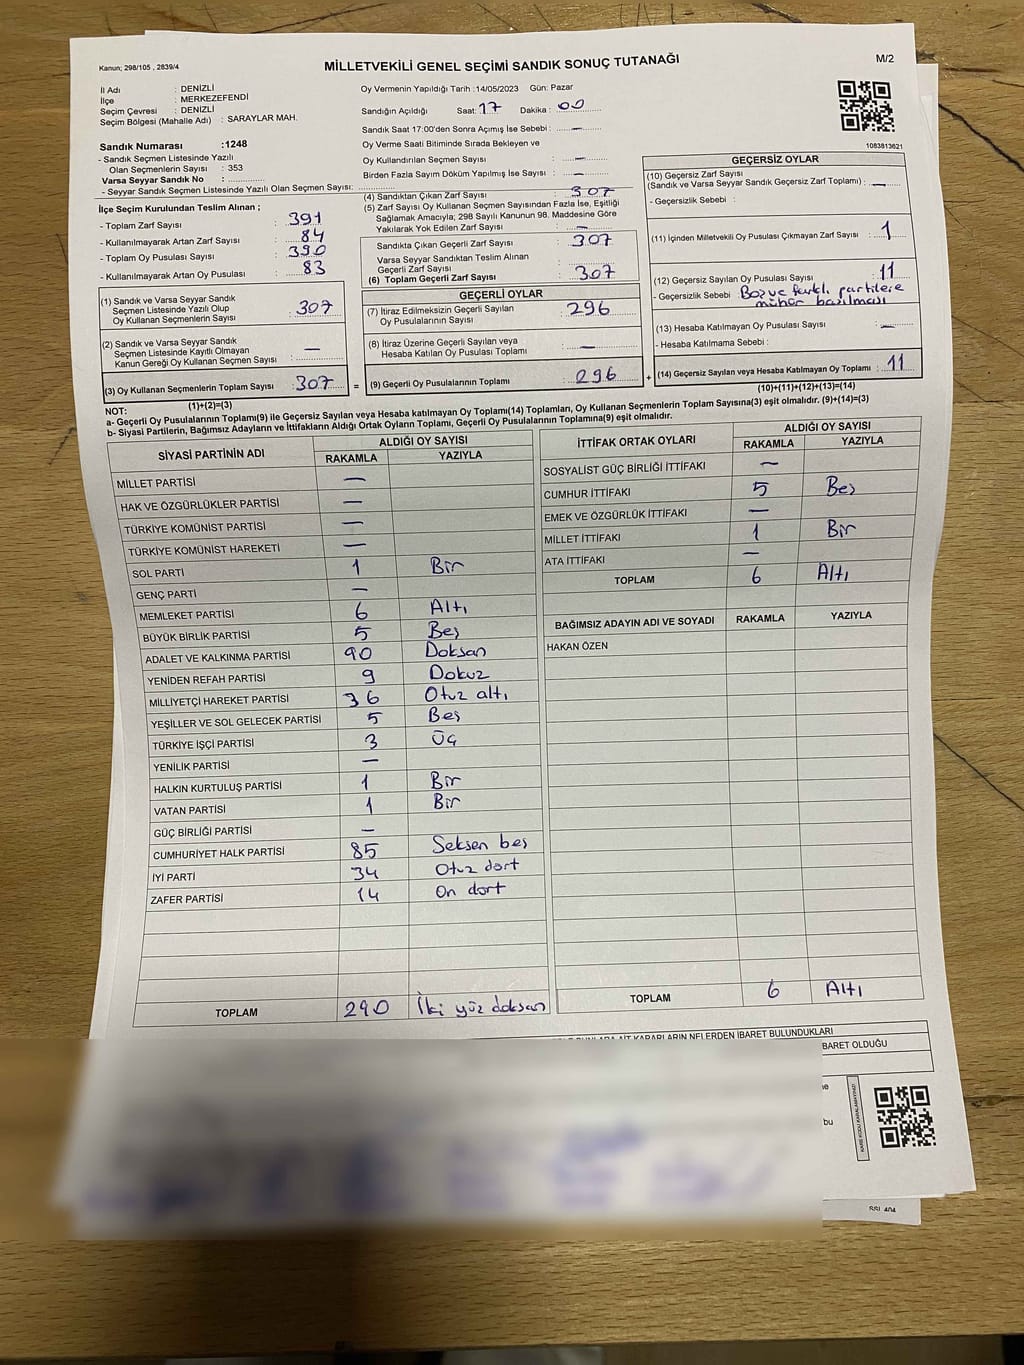 Kanun; 298/105 , 2839/4
MİLLETVEKİLİ GENEL SEÇİMİ SANDIK SONUÇ TUTANAĞI
M/2
İl Adı : DENİZLİ
İlçe : MERKEZEFENDİ
Seçim Çevresi : DENİZLİ
Seçim Bölgesi (Mahalle Adı) : SARAYLAR MAH.
Sandık Numarası :1248
- Sandık Seçmen Listesinde Yazılı
Olan Seçmenlerin Sayısı : 353
Varsa Seyyar Sandık No :
- Seyyar Sandık Seçmen Listesinde Yazılı Olan Seçmen Sayısı:
İlçe Seçim Kurulundan Teslim Alınan ;
- Toplam Zarf Sayısı : 391
- Kullanılmayarak Artan Zarf Sayısı : 84
- Toplam Oy Pusulası Sayısı : 390
- Kullanılmayarak Artan Oy Pusulası : 83
(1) Sandık ve Varsa Seyyar Sandık
Seçmen Listesinde Yazılı Olup
Oy Kullanan Seçmenlerin Sayısı : 307
(2) Sandık ve Varsa Seyyar Sandık
Seçmen Listesinde Kayıtlı Olmayan
Kanun Gereği Oy Kullanan Seçmen Sayısı : —
(3) Oy Kullanan Seçmenlerin Toplam Sayısı : 307
(1)+(2)=(3)
Oy Vermenin Yapıldığı Tarih :14/05/2023 Gün: Pazar
Sandığın Açıldığı Saat: 17 Dakika : 00
Sandık Saat 17:00'den Sonra Açımış İse Sebebi : —
Oy Verme Saati Bitiminde Sırada Bekleyen ve
Oy Kullandırılan Seçmen Sayısı : —
Birden Fazla Sayım Döküm Yapılmış İse Sayısı : —
(4) Sandıktan Çıkan Zarf Sayısı : 307
(5) Zarf Sayısı Oy Kullanan Seçmen Sayısından Fazla İse, Eşitliği
Sağlamak Amacıyla; 298 Sayılı Kanunun 98. Maddesine Göre
Yakılarak Yok Edilen Zarf Sayısı : —
Sandıkta Çıkan Geçerli Zarf Sayısı : 307
Varsa Seyyar Sandıktan Teslim Alınan
Geçerli Zarf Sayısı :
(6) Toplam Geçerli Zarf Sayısı : 307
GEÇERLİ OYLAR
(7) İtiraz Edilmeksizin Geçerli Sayılan
Oy Pusulalarının Sayısı : 296
(8) İtiraz Üzerine Geçerli Sayılan veya
Hesaba Katılan Oy Pusulası Toplamı : —
= (9) Geçerli Oy Pusulalarının Toplamı : 296
1083813621
GEÇERSİZ OYLAR
(10) Geçersiz Zarf Sayısı
(Sandık ve Varsa Seyyar Sandık Geçersiz Zarf Toplamı) : —
- Geçersizlik Sebebi :
(11) İçinden Milletvekili Oy Pusulası Çıkmayan Zarf Sayısı : 1
(12) Geçersiz Sayılan Oy Pusulası Sayısı : 11
- Geçersizlik Sebebi : Boş ve farklı partilere
mühür basılması
(13) Hesaba Katılmayan Oy Pusulası Sayısı : —
- Hesaba Katılmama Sebebi :
+ (14) Geçersiz Sayılan veya Hesaba Katılmayan Oy Toplamı : 11
(10)+(11)+(12)+(13)=(14)
NOT:
a- Geçerli Oy Pusulalarının Toplamı(9) ile Geçersiz Sayılan veya Hesaba katılmayan Oy Toplamı(14) Toplamları, Oy Kullanan Seçmenlerin Toplam Sayısına(3) eşit olmalıdır. (9)+(14)=(3)
b- Siyasi Partilerin, Bağımsız Adayların ve İttifakların Aldığı Ortak Oyların Toplamı, Geçerli Oy Pusulalarının Toplamına(9) eşit olmalıdır.
SİYASİ PARTİNİN ADI ALDIĞI OY SAYISI
RAKAMLA YAZIYLA
MİLLET PARTİSİ —
HAK VE ÖZGÜRLÜKLER PARTİSİ —
TÜRKİYE KOMÜNİST PARTİSİ —
TÜRKİYE KOMÜNİST HAREKETİ —
SOL PARTİ 1 Bir
GENÇ PARTİ —
MEMLEKET PARTİSİ 6 Altı
BÜYÜK BİRLİK PARTİSİ 5 Beş
ADALET VE KALKINMA PARTİSİ 90 Doksan
YENİDEN REFAH PARTİSİ 9 Dokuz
MİLLİYETÇİ HAREKET PARTİSİ 36 Otuz altı
YEŞİLLER VE SOL GELECEK PARTİSİ 5 Beş
TÜRKİYE İŞÇİ PARTİSİ 3 Üç
YENİLİK PARTİSİ —
HALKIN KURTULUŞ PARTİSİ 1 Bir
VATAN PARTİSİ 1 Bir
GÜÇ BİRLİĞİ PARTİSİ —
CUMHURİYET HALK PARTİSİ 85 Seksen beş
İYİ PARTİ 34 Otuz dört
ZAFER PARTİSİ 14 On dört
TOPLAM 290 İki yüz doksan
İTTİFAK ORTAK OYLARI ALDIĞI OY SAYISI
RAKAMLA YAZIYLA
SOSYALİST GÜÇ BİRLİĞİ İTTİFAKI —
CUMHUR İTTİFAKI 5 Beş
EMEK VE ÖZGÜRLÜK İTTİFAKI —
MİLLET İTTİFAKI 1 Bir
ATA İTTİFAKI —
TOPLAM 6 Altı
BAĞIMSIZ ADAYIN ADI VE SOYADI RAKAMLA YAZIYLA
HAKAN ÖZEN
TOPLAM 6 Altı
KARARLARIN NELERDEN İBARET BULUNDUKLARI
BARET OLDUĞU
bu